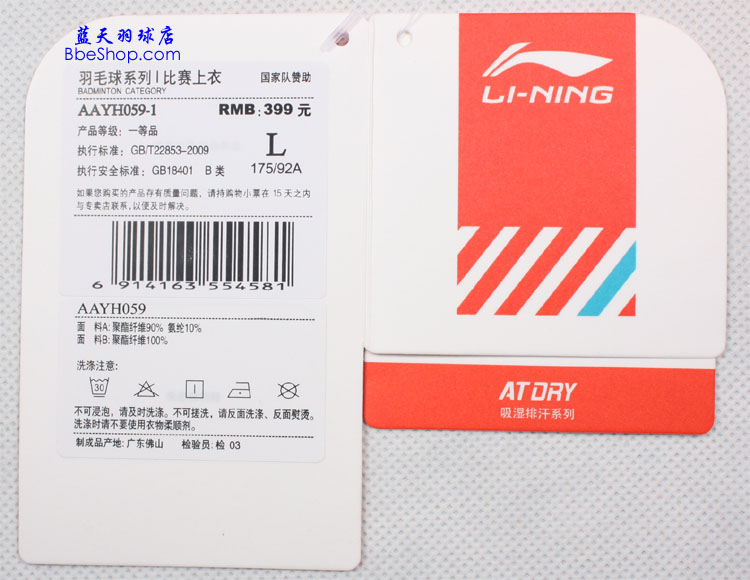 蓝天羽球店
BbeShop.com
羽毛球系列 | 比赛上衣 国家队赞助
BADMINTON CATEGORY
AAYH059-1 RMB: 399 元
产品等级: 一等品
执行标准: GB/T22853-2009
L
执行安全标准: GB18401 B 类
175/92A
如果您购买的产品存有质量问题, 请持购物小票在 15 天之内
与专卖店联系, 以便及时解决。
6 914163 554581
AAYH059
面 料A: 聚酯纤维90% 氨纶10%
面 料B: 聚酯纤维100%
洗涤注意:
30
不可浸泡, 请及时洗涤。不可搓洗, 请反面洗涤、反面熨烫。
洗涤时请不要使用衣物柔顺剂。
制成品产地: 广东佛山 检验员: 检 03
LI-NING
ATDRY
吸湿排汗系列